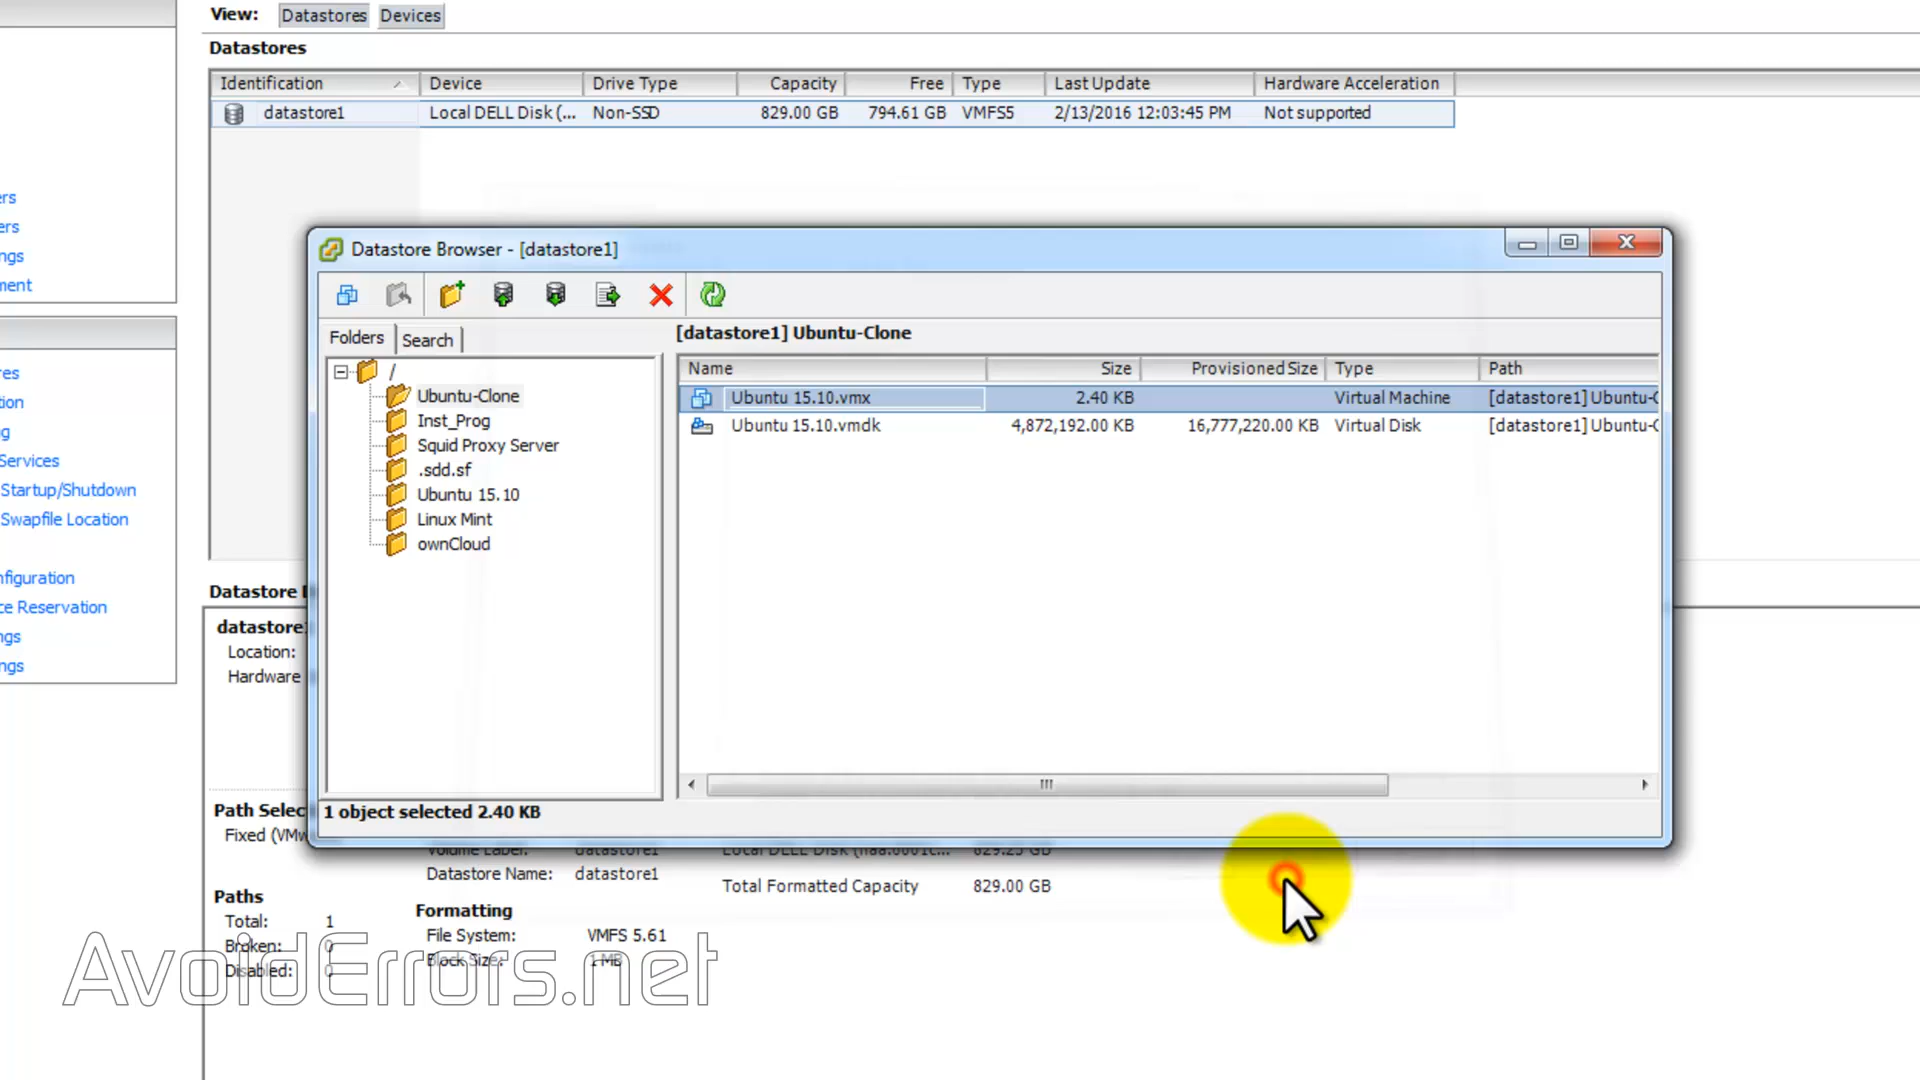 View: Datastores Devices
Datastores
Identification Device Drive Type Capacity Free Type Last Update Hardware Acceleration
datastore1 Local DELL Disk (... Non-SSD 829.00 GB 794.61 GB VMFS5 2/13/2016 12:03:45 PM Not supported
ers
ers
ngs
ment
res
tion
g
Services
Startup/Shutdown
Swapfile Location
nfiguration
ce Reservation
ngs
ngs
Datastore Browser - [datastore1]
Folders Search
/
Ubuntu-Clone
Inst_Prog
Squid Proxy Server
.sdd.sf
Ubuntu 15.10
Linux Mint
ownCloud
[datastore1] Ubuntu-Clone
Name Size Provisioned Size Type Path
Ubuntu 15.10.vmx 2.40 KB Virtual Machine [datastore1] Ubuntu-C
Ubuntu 15.10.vmdk 4,872,192.00 KB 16,777,220.00 KB Virtual Disk [datastore1] Ubuntu-C
1 object selected 2.40 KB
Datastore
datastore1
Location:
Hardware
Path Selec
Fixed (VMw
Volume Label: datastore1 Local DELL Disk (naa.6001c... 829.25 GB
Datastore Name: datastore1
Total Formatted Capacity 829.00 GB
Paths
Total: 1
Broken: 0
Disabled: 0
Formatting
File System: VMFS 5.61
Block Size: 1 MB
AvoidErrors.net